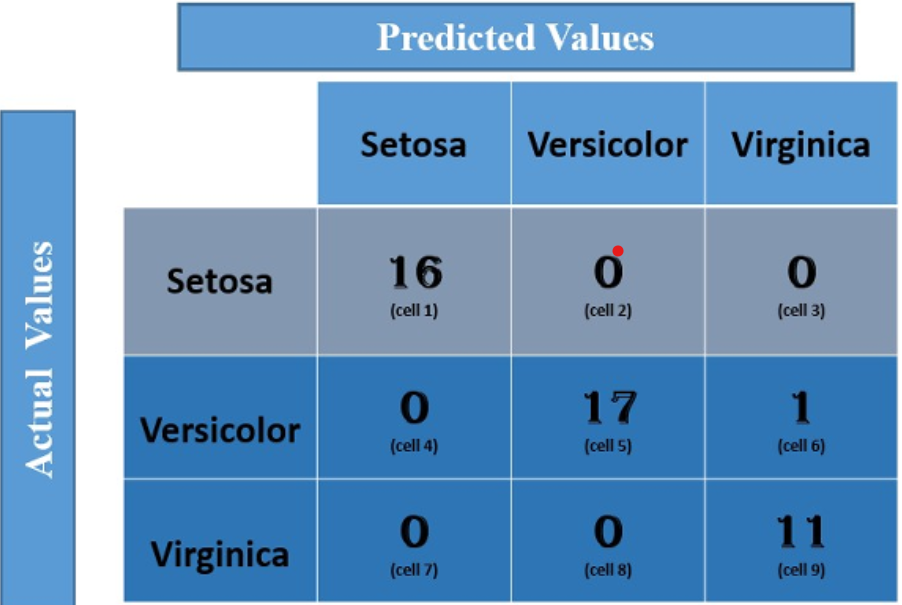 Predicted Values
Setosa Versicolor Virginica
Actual Values
Setosa 16 0 0
(cell 1) (cell 2) (cell 3)
Versicolor 0 17 1
(cell 4) (cell 5) (cell 6)
Virginica 0 0 11
(cell 7) (cell 8) (cell 9)